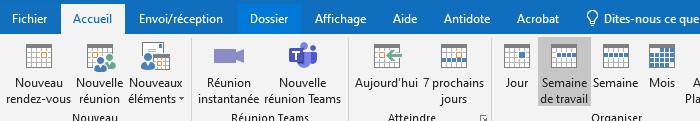 Fichier Accueil Envoi/réception Dossier Affichage Aide Antidote Acrobat Dites-nous ce que
Nouveau rendez-vous
Nouvelle réunion
Nouveaux éléments
Réunion instantanée
Nouvelle réunion Teams
Aujourd'hui
7 prochains jours
Jour
Semaine de travail
Semaine
Mois
Nouveau Réunion Teams Atteindre Organiser